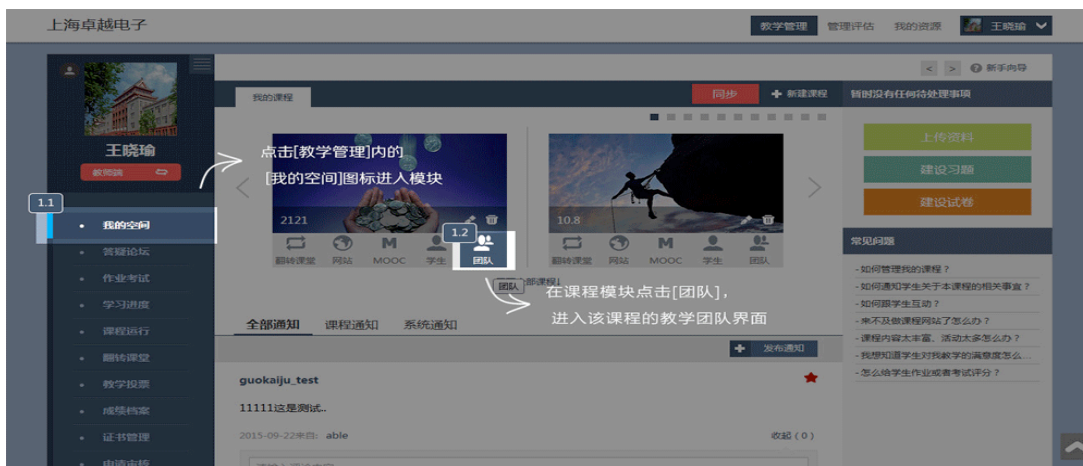 上海卓越电子
教学管理 管理评估 我的资源 王晓瑜
< > 新手向导
我的课程 同步 新建课程 暂时没有任何待处理事项
上传资料
建设习题
建设试卷
王晓瑜
教师端
点击[教学管理]内的
[我的空间]图标进入模块
1.1
我的空间
答疑论坛
作业考试
学习进度
课程运行
翻转课堂
教学投票
成绩档案
证书管理
申请审核
2121
1.2
翻转课堂 网站 MOOC 学生 团队
10.8
翻转课堂 网站 MOOC 学生 团队
团队
在课程模块点击[团队],
进入该课程的教学团队界面
全部通知 课程通知 系统通知
发布通知
guokaiju_test
11111这是测试..
2015-09-22来自: able 收起 ( 0 )
常见问题
-如何管理我的课程?
-如何通知学生关于本课程的相关事宜?
-如何跟学生互动?
-来不及做课程网站了怎么办?
-课程内容太丰富、活动太多怎么办?
-我想知道学生对我教学的满意度怎么...
-怎么给学生作业或者考试评分?